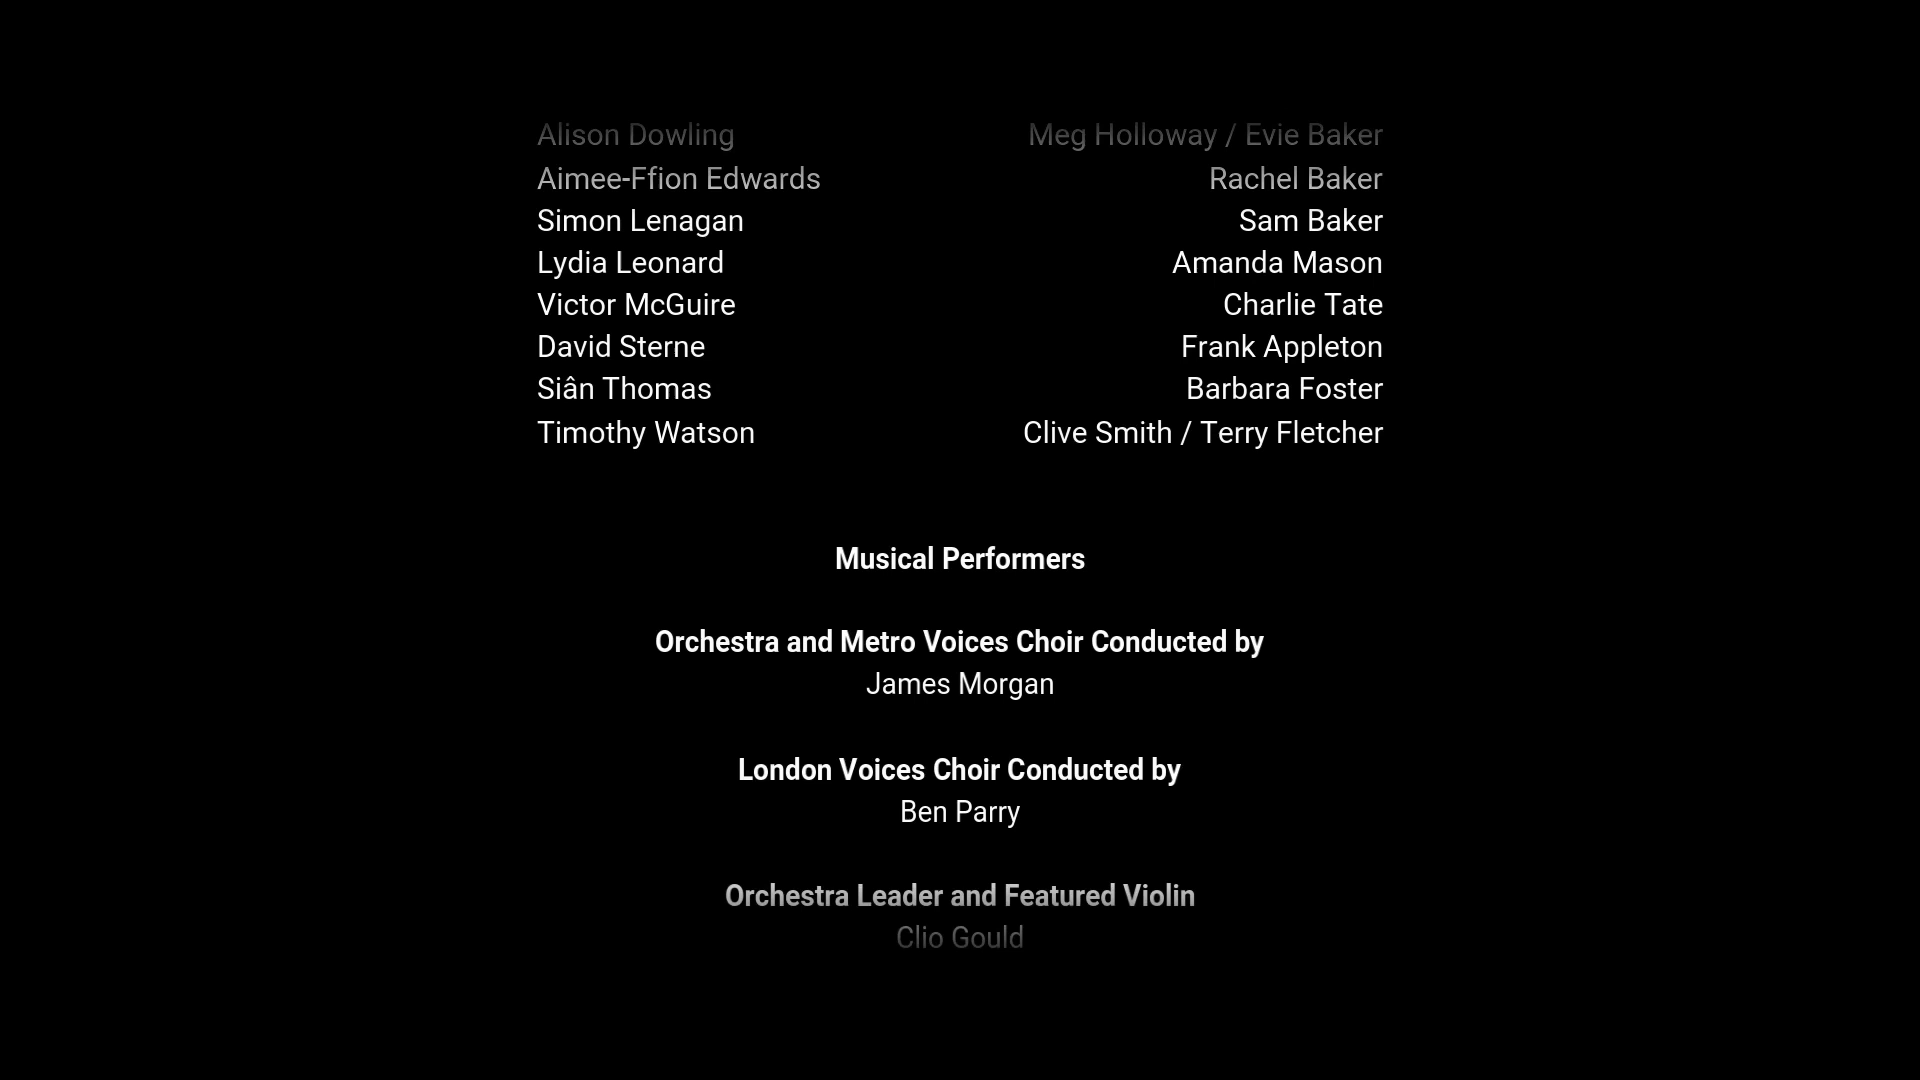 Alison Dowling Meg Holloway / Evie Baker
Aimee-Ffion Edwards Rachel Baker
Simon Lenagan Sam Baker
Lydia Leonard Amanda Mason
Victor McGuire Charlie Tate
David Sterne Frank Appleton
Siân Thomas Barbara Foster
Timothy Watson Clive Smith / Terry Fletcher
Musical Performers
Orchestra and Metro Voices Choir Conducted by
James Morgan
London Voices Choir Conducted by
Ben Parry
Orchestra Leader and Featured Violin
Clio Gould